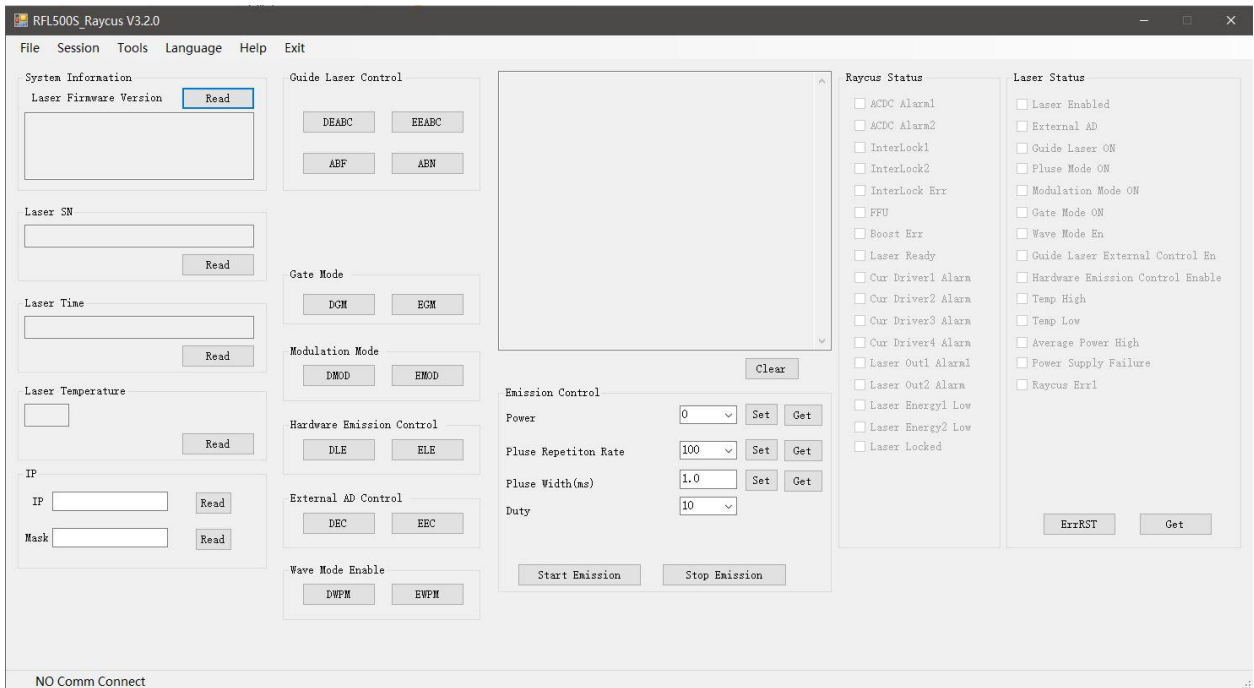 RFL500S_Raycus V3.2.0
File Session Tools Language Help Exit
System Information
Laser Firmware Version Read
Laser SN
Read
Laser Time
Read
Laser Temperature
Read
IP
IP Read
Mask Read
Guide Laser Control
DEABC EEABC
ABF ABN
Gate Mode
DGM EGM
Modulation Mode
DMOD EMOD
Hardware Emission Control
DLE ELE
External AD Control
DEC EEC
Wave Mode Enable
DWPM EWPM
Clear
Emission Control
Power 0 Set Get
Pluse Repetiton Rate 100 Set Get
Pluse Width(ms) 1.0 Set Get
Duty 10
Start Emission Stop Emission
Raycus Status
ACDC Alarm1
ACDC Alarm2
InterLock1
InterLock2
InterLock Err
FFU
Boost Err
Laser Ready
Cur Driver1 Alarm
Cur Driver2 Alarm
Cur Driver3 Alarm
Cur Driver4 Alarm
Laser Out1 Alarm1
Laser Out2 Alarm
Laser Energy1 Low
Laser Energy2 Low
Laser Locked
Laser Status
Laser Enabled
External AD
Guide Laser ON
Pluse Mode ON
Modulation Mode ON
Gate Mode ON
Wave Mode En
Guide Laser External Control En
Hardware Emission Control Enable
Temp High
Temp Low
Average Power High
Power Supply Failure
Raycus Err1
ErrRST Get
NO Comm Connect